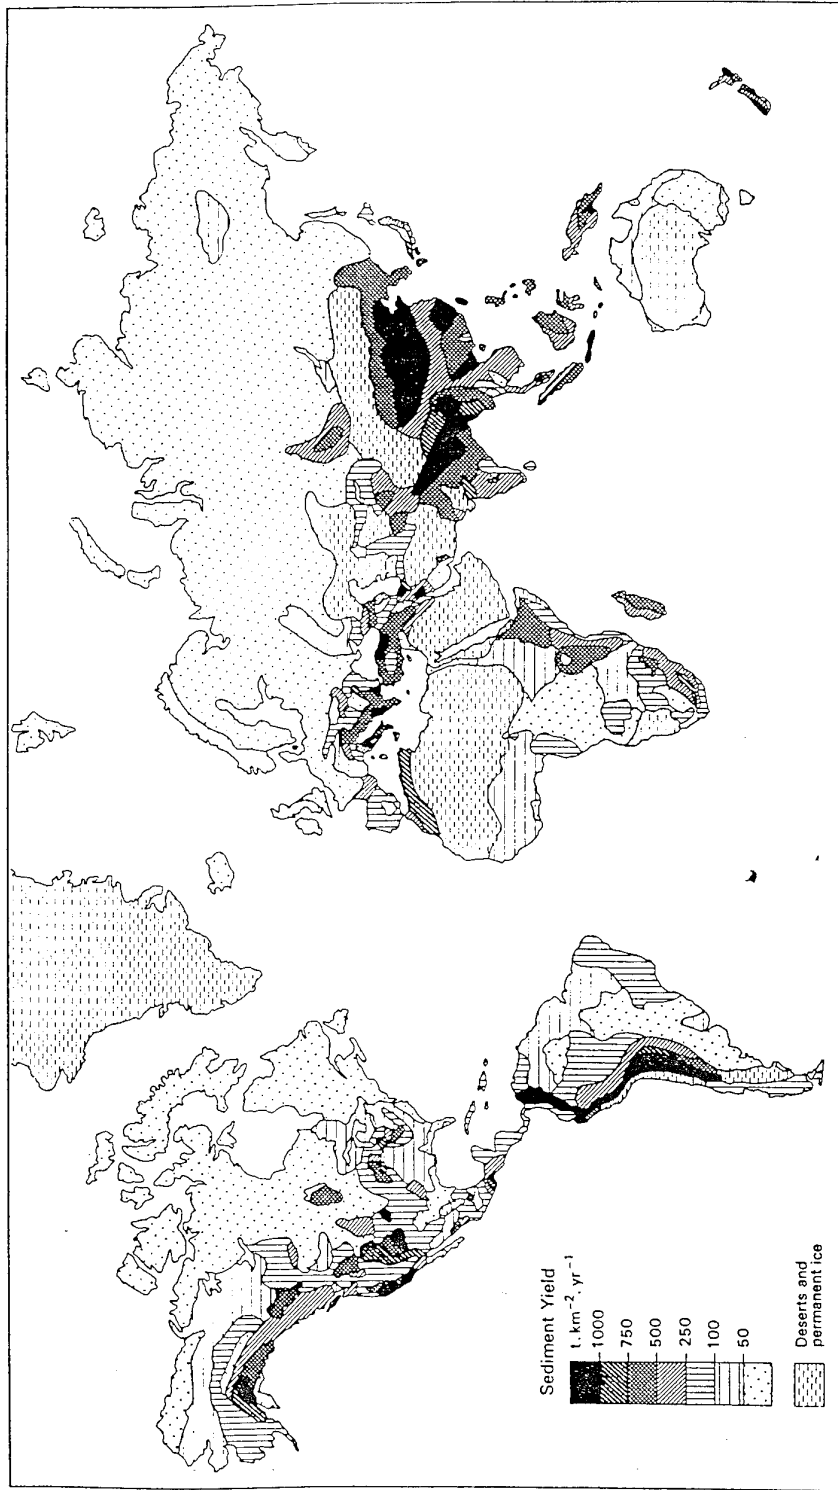 Sediment Yield
t. km⁻². yr⁻¹
1000
750
500
250
100
50
Deserts and
permanent ice